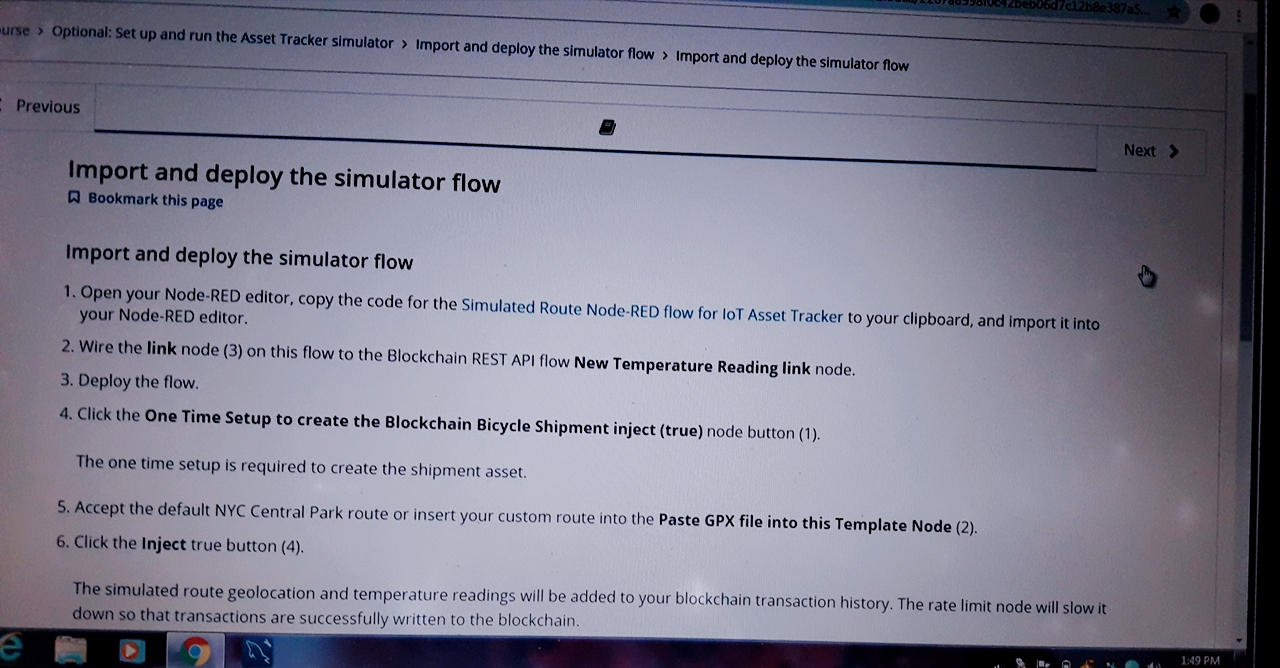 Optional: Set up and run the Asset Tracker simulator > Import and deploy the simulator flow > Import and deploy the simulator flow
Previous
Next
Import and deploy the simulator flow
Bookmark this page
Import and deploy the simulator flow
1. Open your Node-RED editor, copy the code for the Simulated Route Node-RED flow for IoT Asset Tracker to your clipboard, and import it into
your Node-RED editor.
2. Wire the link node (3) on this flow to the Blockchain REST API flow New Temperature Reading link node.
3. Deploy the flow.
4. Click the One Time Setup to create the Blockchain Bicycle Shipment inject (true) node button (1).
The one time setup is required to create the shipment asset.
5. Accept the default NYC Central Park route or insert your custom route into the Paste GPX file into this Template Node (2).
6. Click the Inject true button (4).
The simulated route geolocation and temperature readings will be added to your blockchain transaction history. The rate limit node will slow it
down so that transactions are successfully written to the blockchain.
1:49 PM